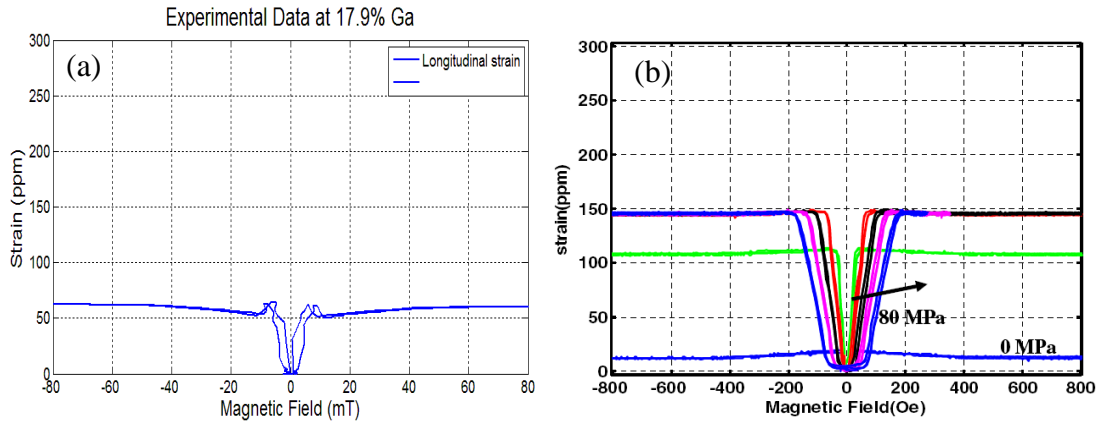 Experimental Data at 17.9% Ga
(a)
Longitudinal strain
300
250
200
150
100
50
0
Strain (ppm)
-80 -60 -40 -20 0 20 40 60 80
Magnetic Field (mT)
(b)
300
250
200
150
100
50
0
strain(ppm)
80 MPa
0 MPa
-800 -600 -400 -200 0 200 400 600 800
Magnetic Field(Oe)